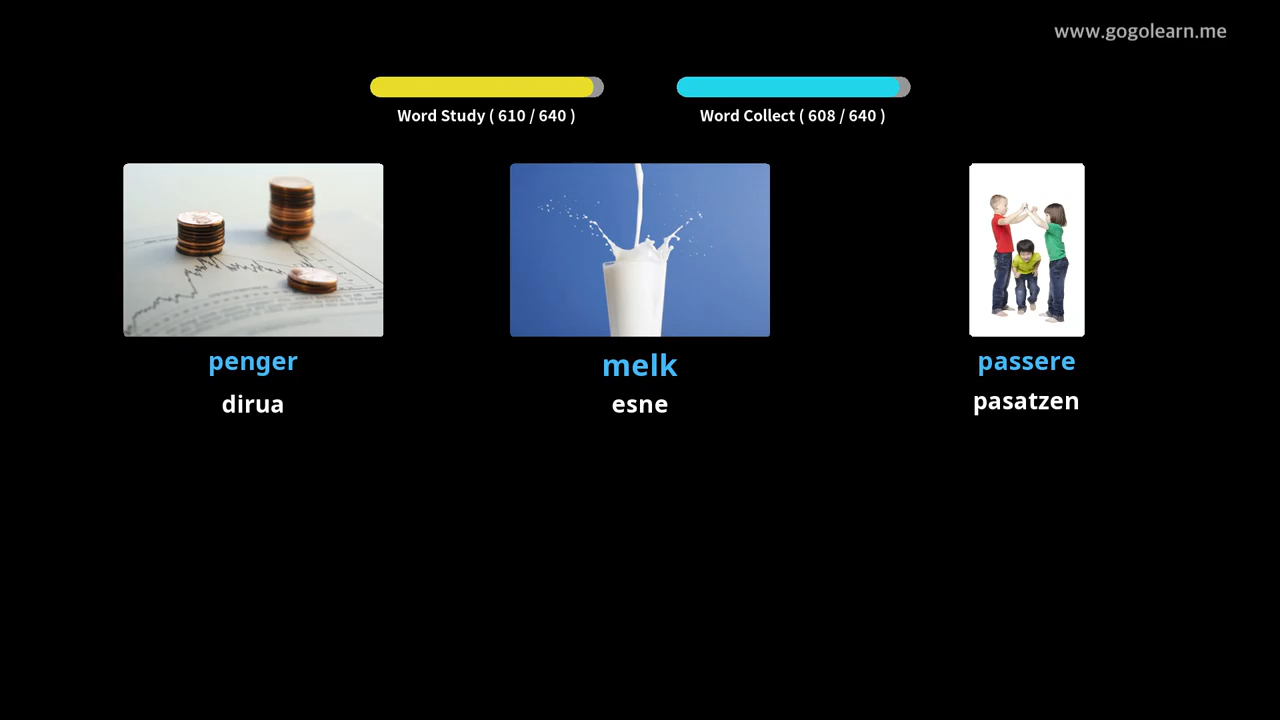 www.gogolearn.me
Word Study ( 610 / 640 )
Word Collect ( 608 / 640 )
penger
melk
passere
dirua
esne
pasatzen